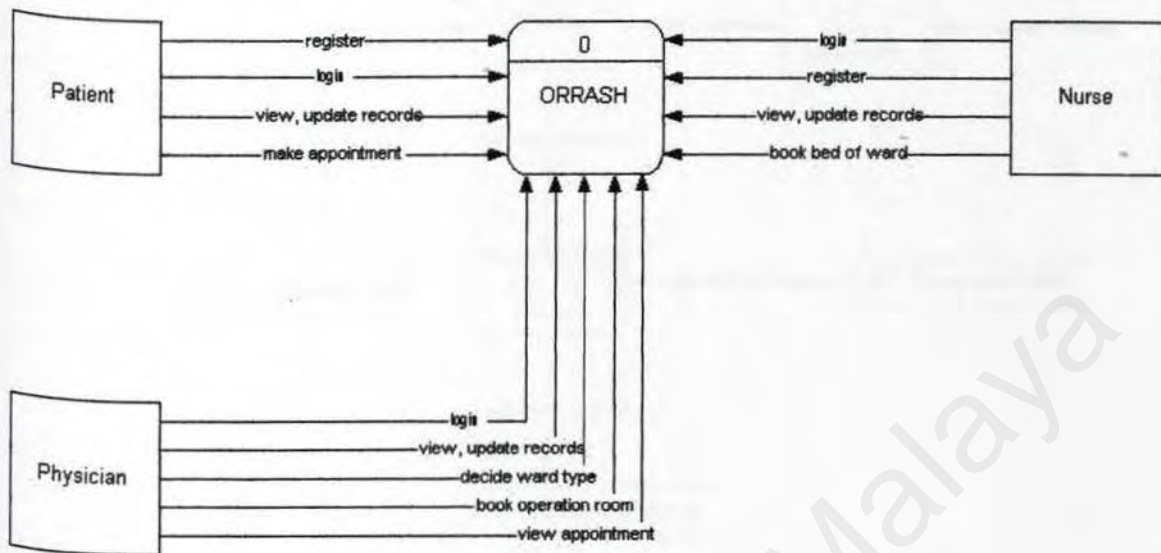 Patient
register
login
view, update records
make appointment
0
ORRASH
login
register
view, update records
book bed of ward
Nurse
Physician
login
view, update records
decide ward type
book operation room
view appointment
Malaya